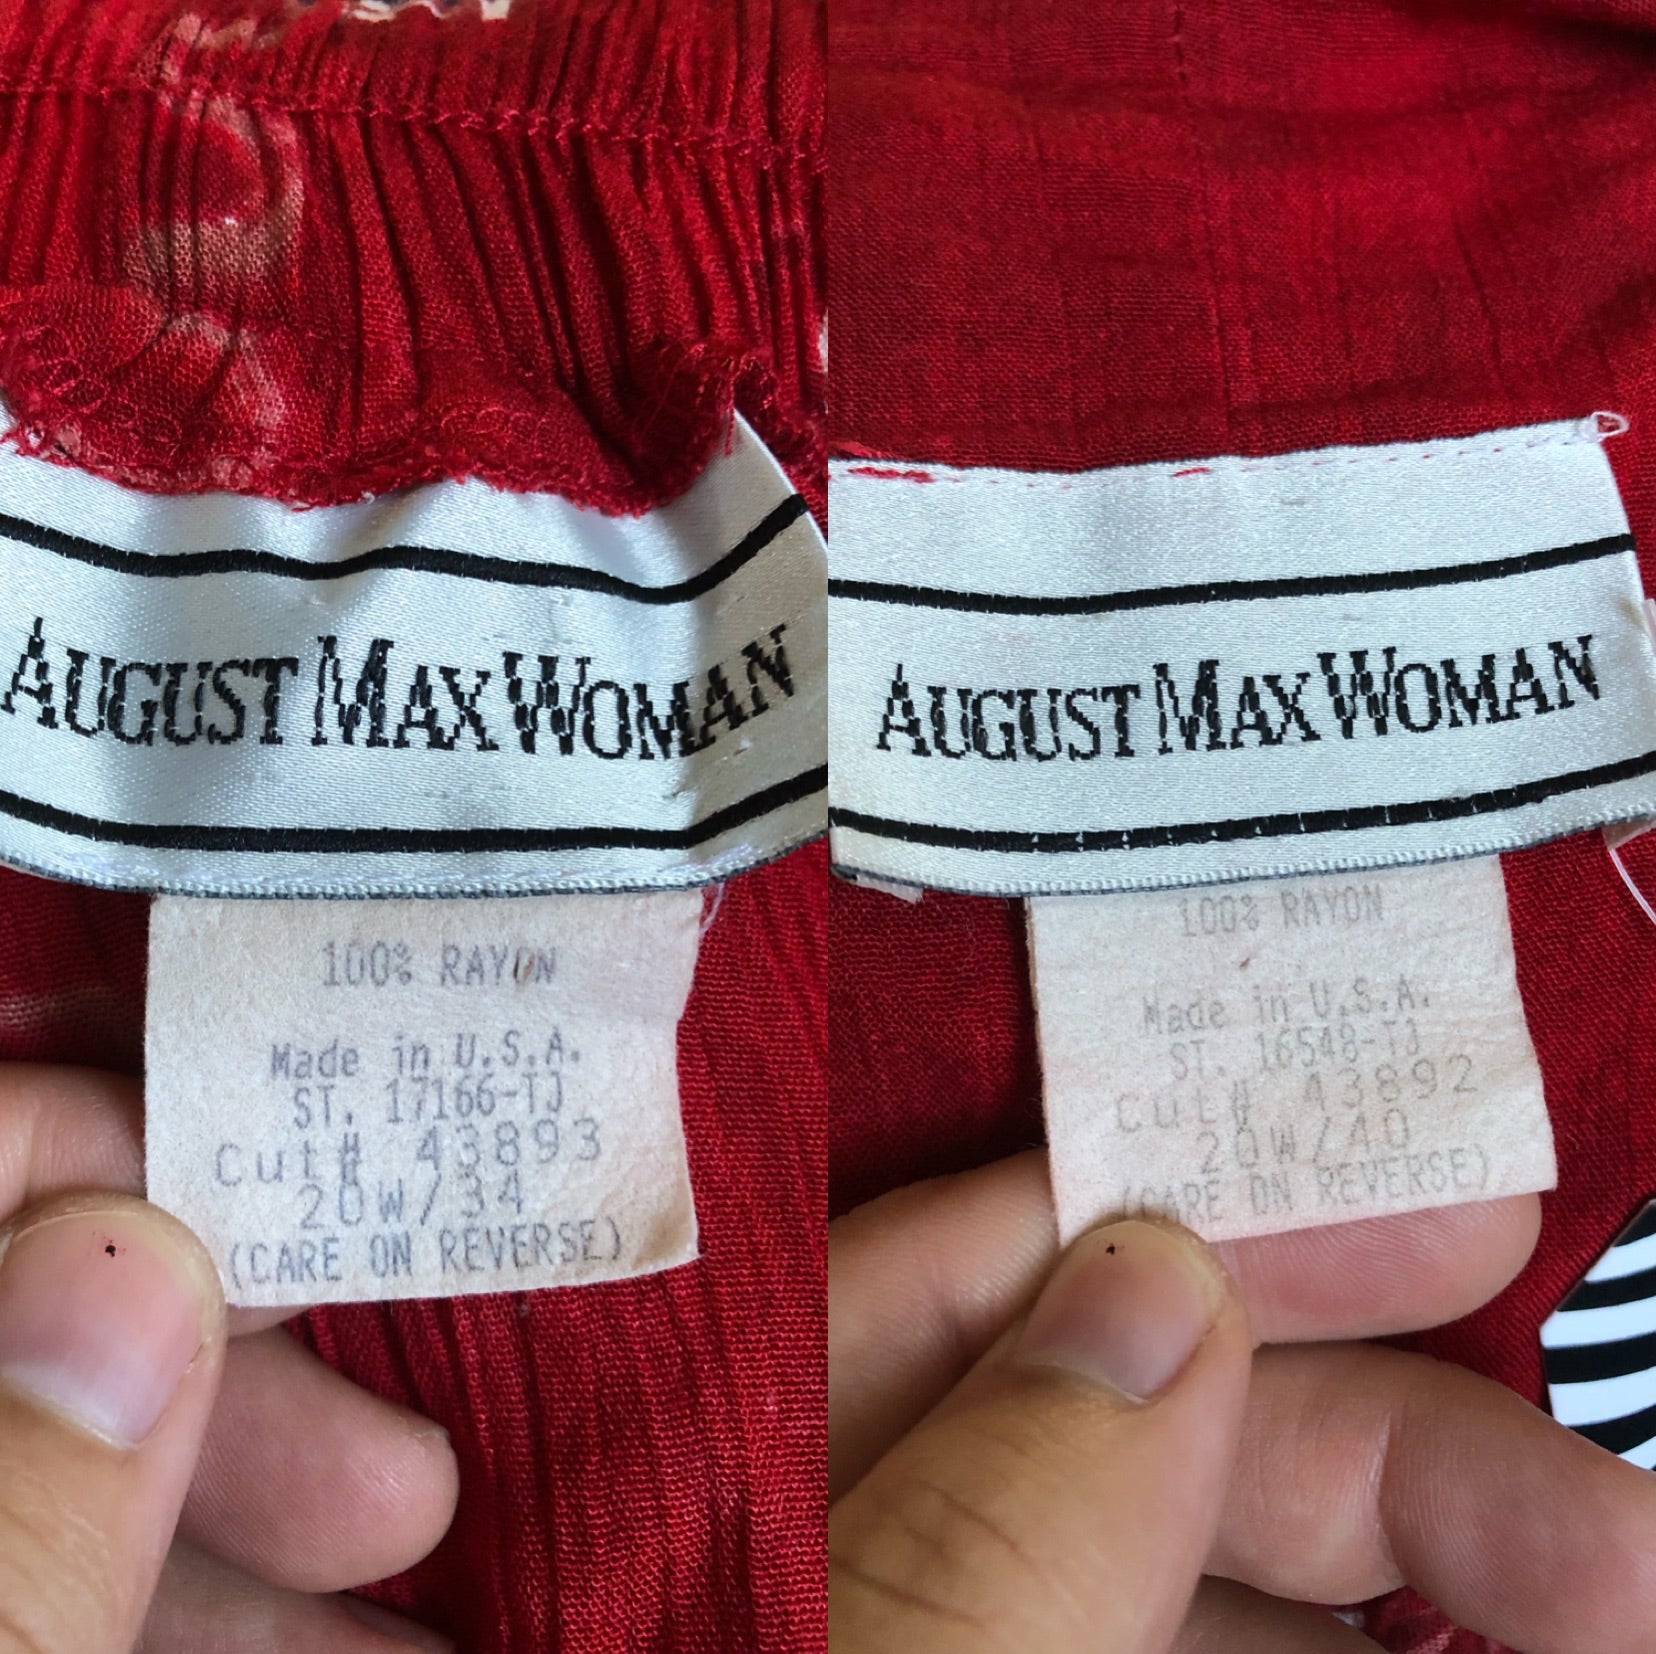 AUGUST MAX WOMAN
100% RAYON
Made in U.S.A.
ST. 17166-TJ
Cut# 43893
20W/34
(CARE ON REVERSE)
AUGUST MAX WOMAN
100% RAYON
Made in U.S.A.
ST. 16548-TJ
Cut# 43892
20W/40
(CARE ON REVERSE)